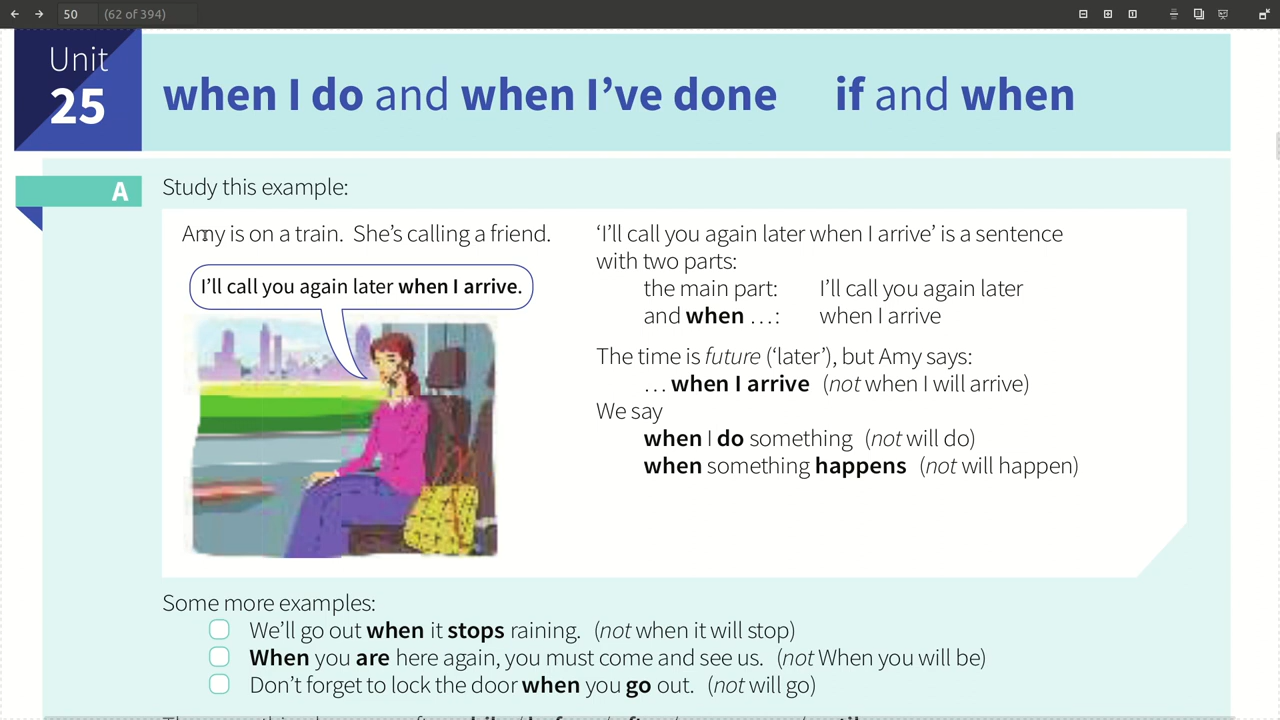 50 (62 of 394)
Unit
25
when I do and when I've done if and when
A
Study this example:
Amy is on a train. She's calling a friend.
I'll call you again later when I arrive.
‘I'll call you again later when I arrive’ is a sentence
with two parts:
the main part: I'll call you again later
and when …: when I arrive
The time is future (‘later’), but Amy says:
… when I arrive (not when I will arrive)
We say
when I do something (not will do)
when something happens (not will happen)
Some more examples:
We'll go out when it stops raining. (not when it will stop)
When you are here again, you must come and see us. (not When you will be)
Don't forget to lock the door when you go out. (not will go)